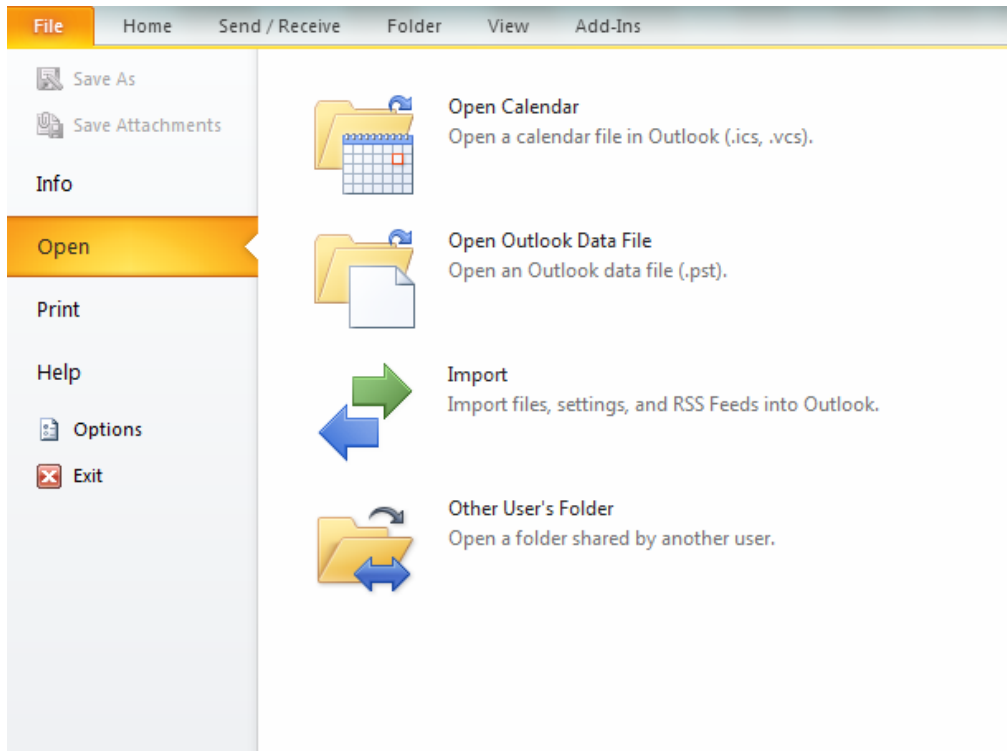 File Home Send / Receive Folder View Add-Ins
Save As
Save Attachments
Info
Open
Print
Help
Options
Exit
Open Calendar
Open a calendar file in Outlook (.ics, .vcs).
Open Outlook Data File
Open an Outlook data file (.pst).
Import
Import files, settings, and RSS Feeds into Outlook.
Other User's Folder
Open a folder shared by another user.